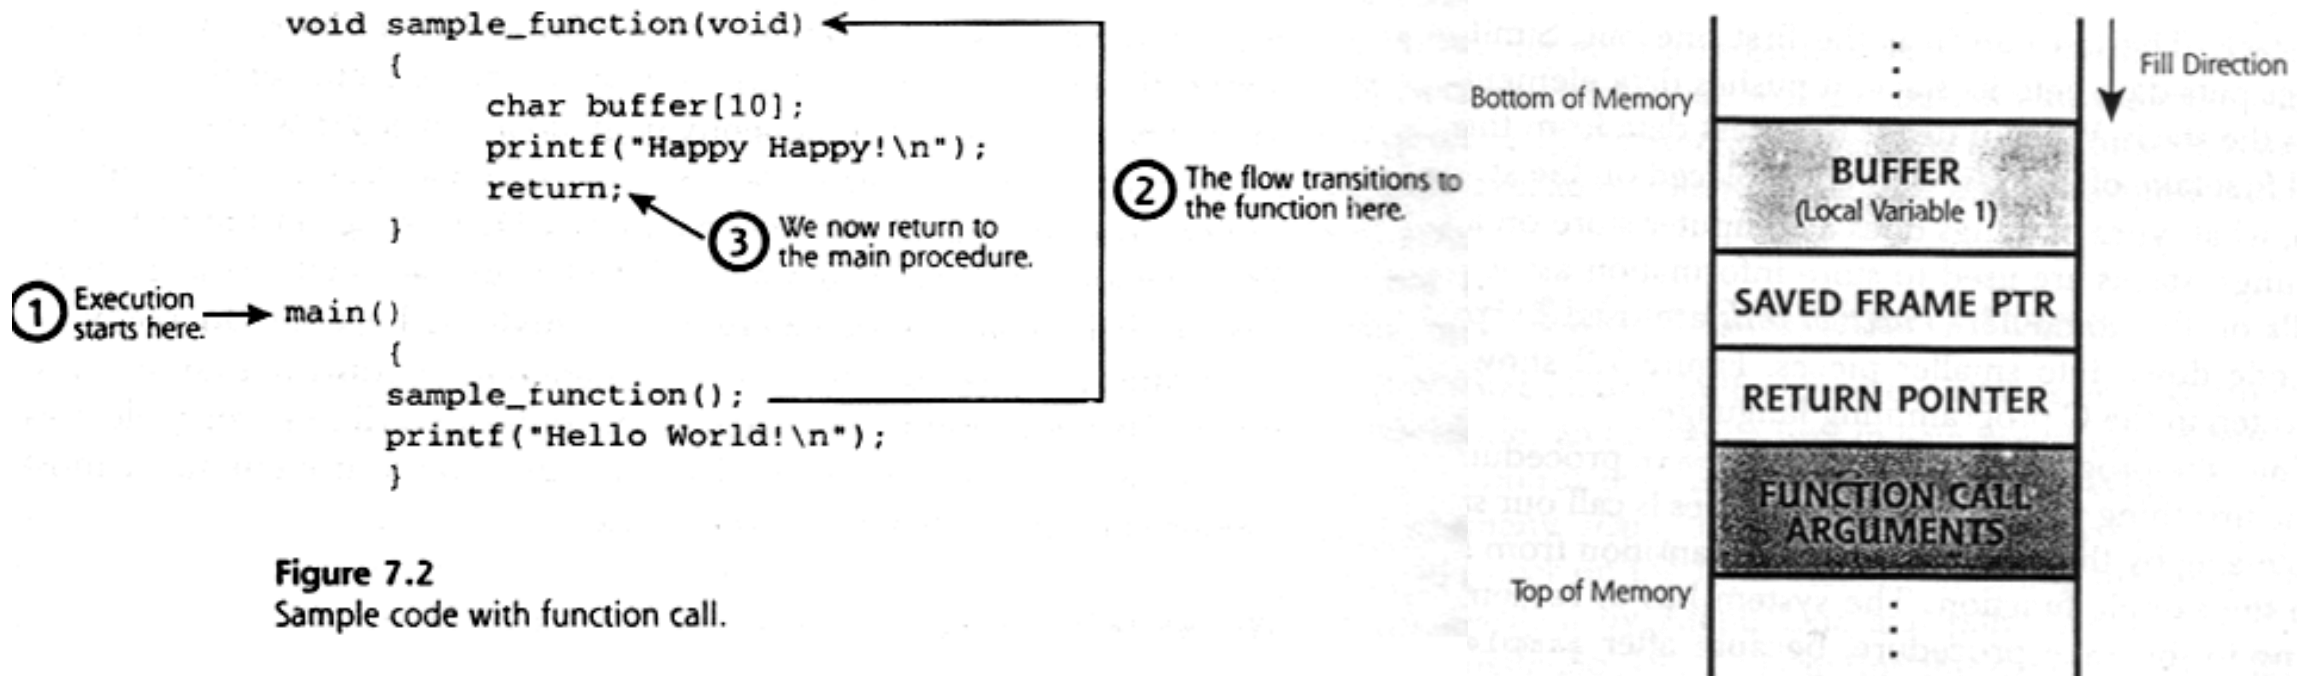 void sample_function(void)
{
char buffer[10];
printf("Happy Happy!\n");
return;
}
3 We now return to
the main procedure.
2 The flow transitions to
the function here.
1 Execution
starts here.
main()
{
sample_function();
printf("Hello World!\n");
}
Figure 7.2
Sample code with function call.
Fill Direction
Bottom of Memory
BUFFER
(Local Variable 1)
SAVED FRAME PTR
RETURN POINTER
FUNCTION CALL
ARGUMENTS
Top of Memory